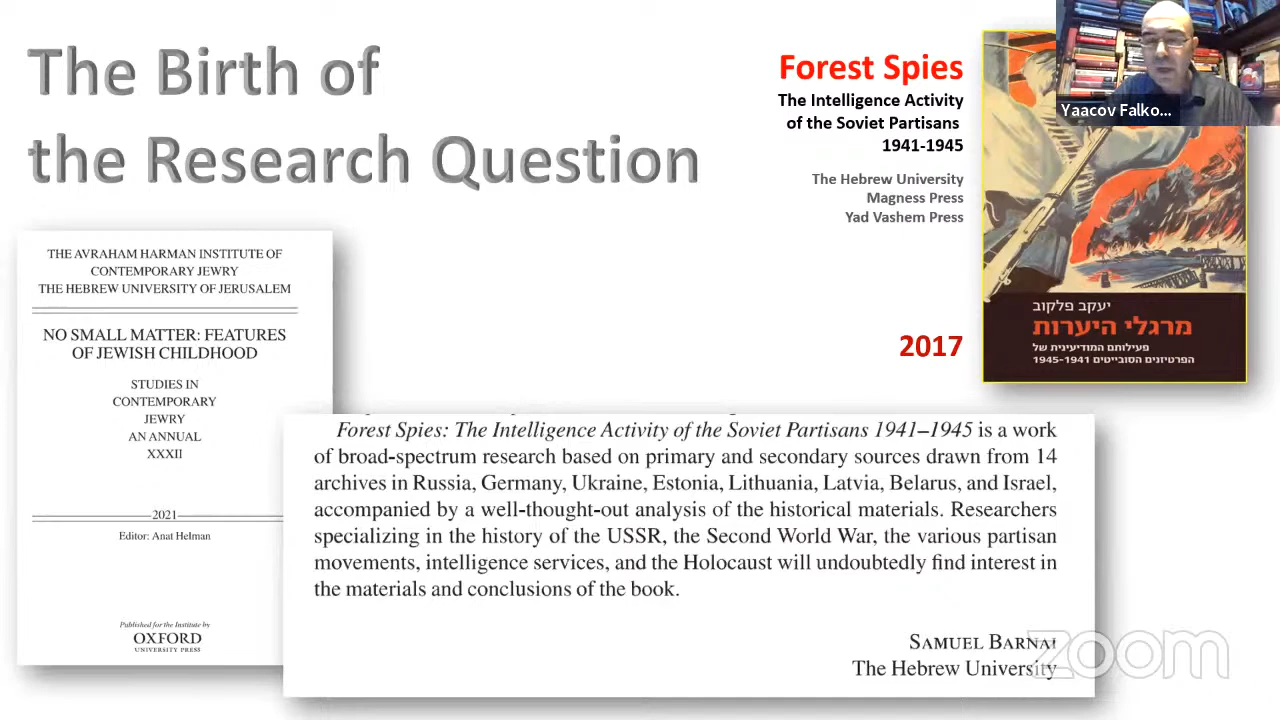 The Birth of
the Research Question
Forest Spies
The Intelligence Activity
of the Soviet Partisans
1941-1945
The Hebrew University
Magness Press
Yad Vashem Press
2017
Yaacov Falko...
יעקב פלקוב
מרגלי היערות
פעילותם המודיעינית של
הפרטיזנים הסובייטים 1945-1941
THE AVRAHAM HARMAN INSTITUTE OF
CONTEMPORARY JEWRY
THE HEBREW UNIVERSITY OF JERUSALEM
NO SMALL MATTER: FEATURES
OF JEWISH CHILDHOOD
STUDIES IN
CONTEMPORARY
JEWRY
AN ANNUAL
XXXII
2021
Editor: Anat Helman
Published for the Institute by
OXFORD
UNIVERSITY PRESS
Forest Spies: The Intelligence Activity of the Soviet Partisans 1941–1945 is a work
of broad-spectrum research based on primary and secondary sources drawn from 14
archives in Russia, Germany, Ukraine, Estonia, Lithuania, Latvia, Belarus, and Israel,
accompanied by a well-thought-out analysis of the historical materials. Researchers
specializing in the history of the USSR, the Second World War, the various partisan
movements, intelligence services, and the Holocaust will undoubtedly find interest in
the materials and conclusions of the book.
SAMUEL BARNAI
The Hebrew University
zoom